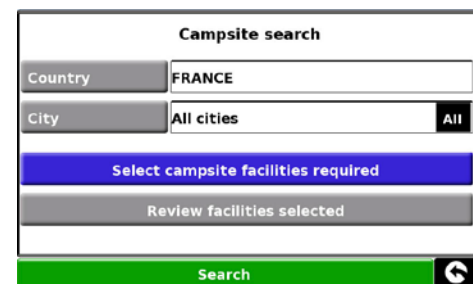 Campsite search
Country FRANCE
City All cities All
Select campsite facilities required
Review facilities selected
Search